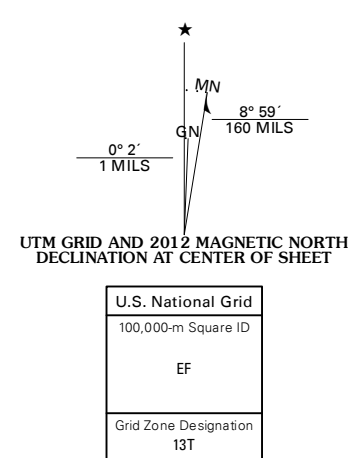 ★
MN
GN
8° 59´
160 MILS
0° 2´
1 MILS
UTM GRID AND 2012 MAGNETIC NORTH
DECLINATION AT CENTER OF SHEET
U.S. National Grid
100,000-m Square ID
EF
Grid Zone Designation
13T